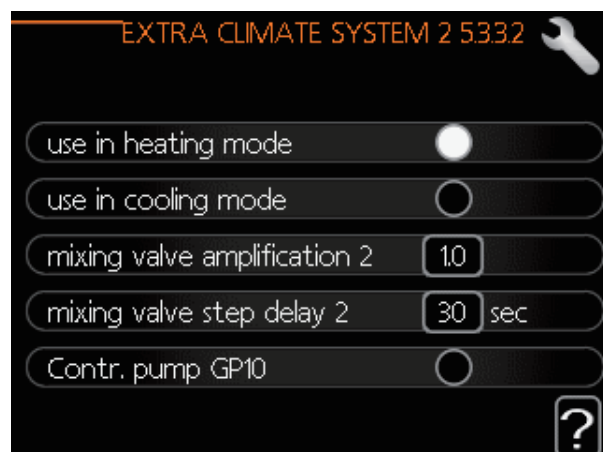 EXTRA CLIMATE SYSTEM 2 5.3.3.2
use in heating mode
use in cooling mode
mixing valve amplification 2 1.0
mixing valve step delay 2 30 sec
Contr. pump GP10
?